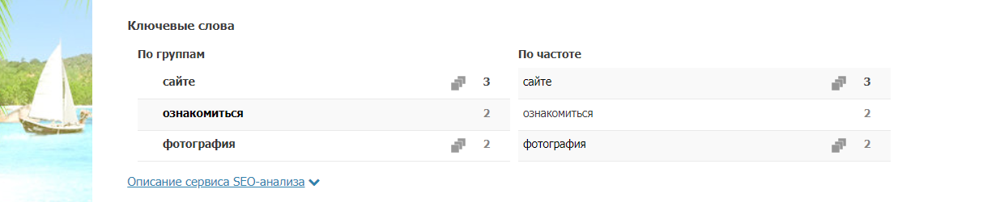 Ключевые слова
По группам По частоте
сайте 3 сайте 3
ознакомиться 2 ознакомиться 2
фотография 2 фотография 2
Описание сервиса SEO-анализа